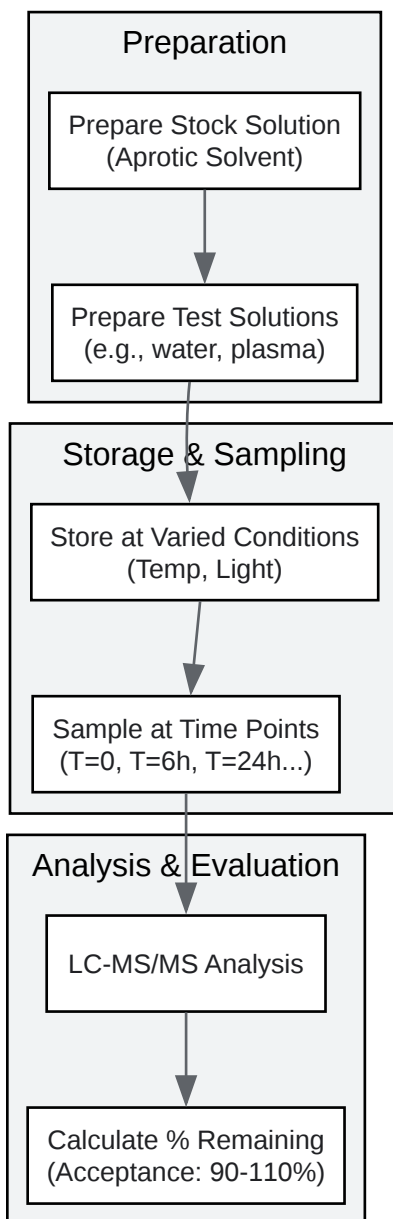 Preparation
Prepare Stock Solution
(Aprotic Solvent)
Prepare Test Solutions
(e.g., water, plasma)
Storage & Sampling
Store at Varied Conditions
(Temp, Light)
Sample at Time Points
(T=0, T=6h, T=24h...)
Analysis & Evaluation
LC-MS/MS Analysis
Calculate % Remaining
(Acceptance: 90-110%)